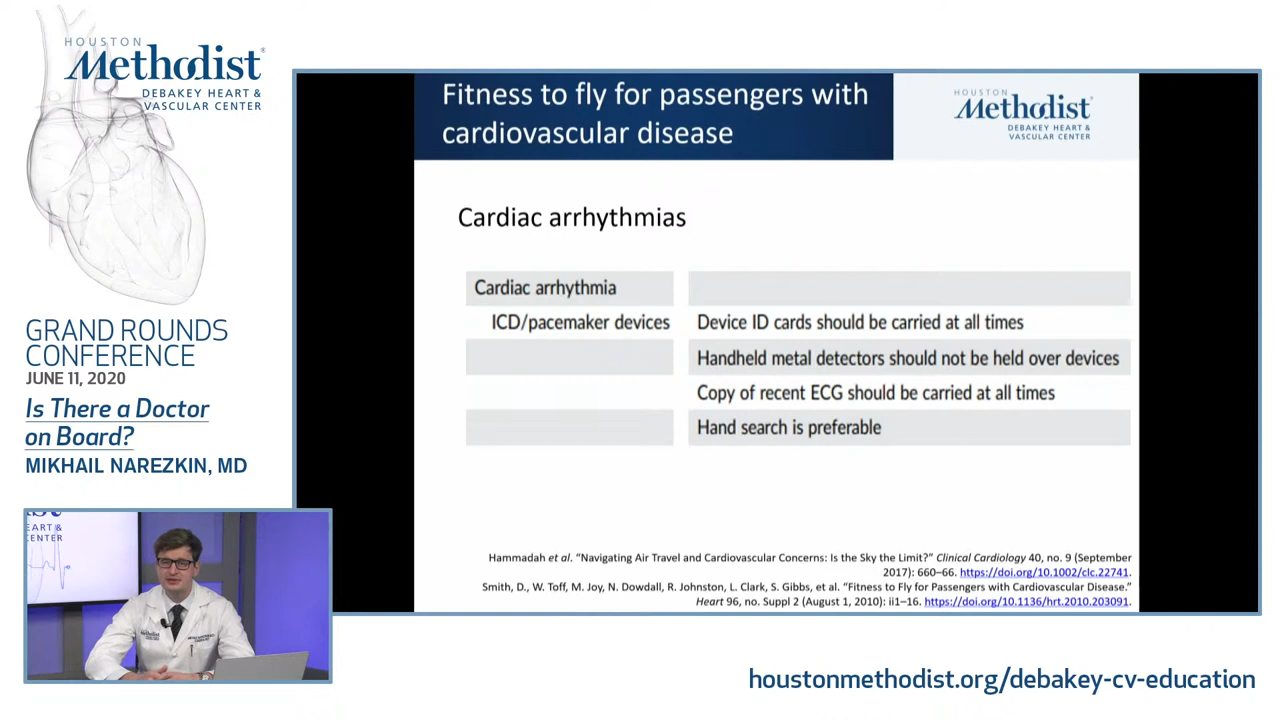 HOUSTON
Methodist®
DEBAKEY HEART &
VASCULAR CENTER
GRAND ROUNDS
CONFERENCE
JUNE 11, 2020
Is There a Doctor
on Board?
MIKHAIL NAREZKIN, MD
Fitness to fly for passengers with
cardiovascular disease
HOUSTON
Methodist®
DEBAKEY HEART &
VASCULAR CENTER
Cardiac arrhythmias
Cardiac arrhythmia
ICD/pacemaker devices Device ID cards should be carried at all times
Handheld metal detectors should not be held over devices
Copy of recent ECG should be carried at all times
Hand search is preferable
Hammadah et al. “Navigating Air Travel and Cardiovascular Concerns: Is the Sky the Limit?” Clinical Cardiology 40, no. 9 (September
2017): 660–66. https://doi.org/10.1002/clc.22741.
Smith, D., W. Toff, M. Joy, N. Dowdall, R. Johnston, L. Clark, S. Gibbs, et al. “Fitness to Fly for Passengers with Cardiovascular Disease.”
Heart 96, no. Suppl 2 (August 1, 2010): ii1–16. https://doi.org/10.1136/hrt.2010.203091.
EART &
CENTER
Methodist
houstonmethodist.org/debakey-cv-education